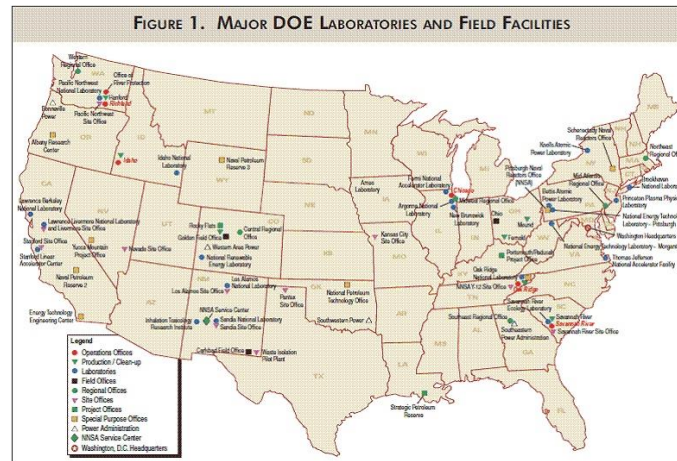 FIGURE 1. MAJOR DOE LABORATORIES AND FIELD FACILITIES
Western
Regional Office
Pacific Northwest
National Laboratory
Office of
River Protection
Hanford
Richland
Pacific Northwest
Site Office
Bonneville
Power
Albany Research
Center
Idaho
Idaho National
Laboratory
Naval Petroleum
Reserve 3
Lawrence Berkeley
National Laboratory
Lawrence Livermore National Laboratory
and Livermore Site Office
Stanford Site Office
Stanford Linear
Accelerator Center
Yucca Mountain
Project Office
Naval Petroleum
Reserve 2
Nevada Site Office
Energy Technology
Engineering Center
Rocky Flats
Golden Field Office
Central Regional
Office
Western Area Power
National Renewable
Energy Laboratory
Los Alamos
National Laboratory
Los Alamos Site Office
NNSA Service Center
Inhalation Toxicology
Research Institute
Sandia National Laboratory
Sandia Site Office
Pantex
Site Office
Carlsbad Field Office
Waste Isolation
Pilot Plant
National Petroleum
Technology Office
Southwestern Power
Kansas City Site
Office
Ames
Laboratory
Fermi National
Accelerator Laboratory
Chicago
Argonne National
Laboratory
Midwest Regional Office
New Brunswick
Laboratory
Ohio
Mound
Fernald
Portsmouth/Paducah
Project Office
Oak Ridge
National Laboratory
NNSA Y-12 Site Office
Oak Ridge
Pittsburgh Naval
Reactors Office
(NNSA)
Knolls Atomic
Power Laboratory
Schenectady Naval
Reactors Office
Bettis Atomic
Power Laboratory
Mid Atlantic
Regional Office
Northeast Regional
Office
Brookhaven
National Laboratory
Princeton Plasma Physics
Laboratory
National Energy Technology
Laboratory – Pittsburgh
Washington Headquarters
National Energy Technology Laboratory – Morgantown
Thomas Jefferson
National Accelerator Facility
Savannah River
Ecology Laboratory
Southeast Regional Office
Southeastern
Power Administration
Savannah River
Savannah River Site Office
Strategic Petroleum
Reserve
WA
OR
CA
NV
ID
MT
UT
AZ
CO
NM
ND
SD
NE
KS
OK
TX
MN
IA
MO
AR
LA
WI
IL
MI
IN
OH
KY
TN
MS
AL
GA
FL
SC
NC
VA
NY
ME
Legend
Operations Offices
Production / Clean-up
Laboratories
Field Offices
Regional Offices
Site Offices
Project Offices
Special Purpose Offices
Power Administration
NNSA Service Center
Washington, D.C. Headquarters